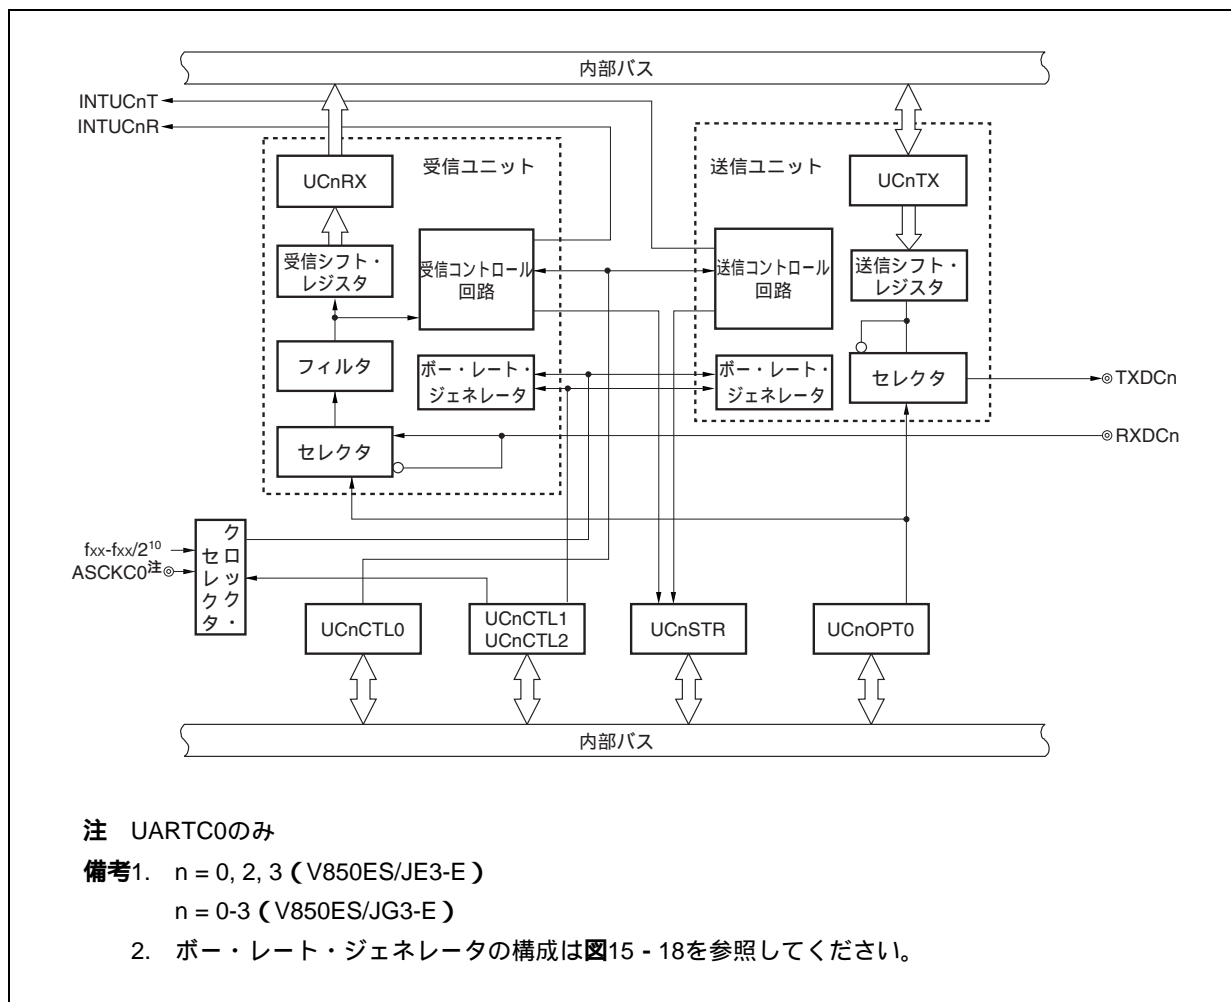 内部バス
INTUCnT
INTUCnR
受信ユニット
送信ユニット
UCnRX
UCnTX
受信シフト・
レジスタ
受信コントロール
回路
送信コントロール
回路
送信シフト・
レジスタ
フィルタ
ボー・レート・
ジェネレータ
ボー・レート・
ジェネレータ
セレクタ
TXDCn
RXDCn
セレクタ
fxx-fxx/2¹⁰
ASCKC0注
クロック・
セレクタ
UCnCTL0
UCnCTL1
UCnCTL2
UCnSTR
UCnOPT0
内部バス
注 UARTC0のみ
備考1. n = 0, 2, 3(V850ES/JE3-E)
n = 0-3(V850ES/JG3-E)
2. ボー・レート・ジェネレータの構成は図15 - 18を参照してください。